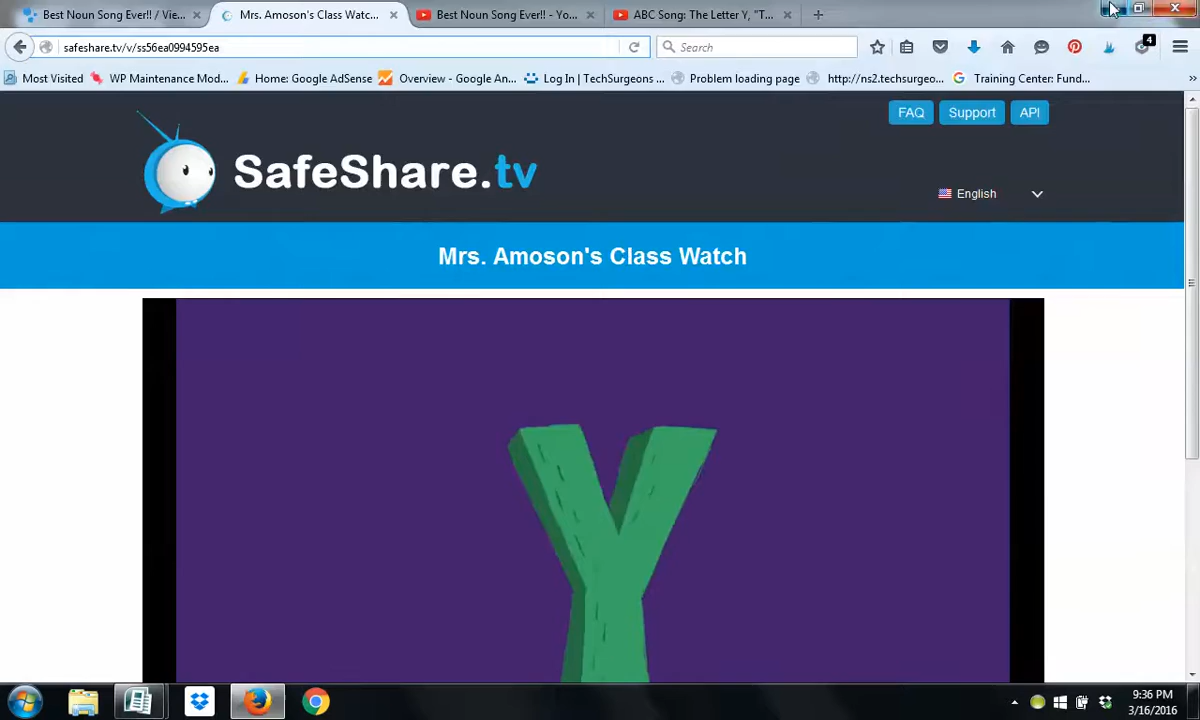 Best Noun Song Ever!! / Vie...
Mrs. Amoson's Class Watc...
Best Noun Song Ever!! - Yo...
ABC Song: The Letter Y, "T...
safeshare.tv/v/ss56ea0994595ea
Search
4
Most Visited
WP Maintenance Mod...
Home: Google AdSense
Overview - Google An...
Log In | TechSurgeons ...
Problem loading page
http://ns2.techsurgeo...
Training Center: Fund...
FAQ
Support
API
SafeShare.tv
English
Mrs. Amoson's Class Watch
Y
9:36 PM
3/16/2016